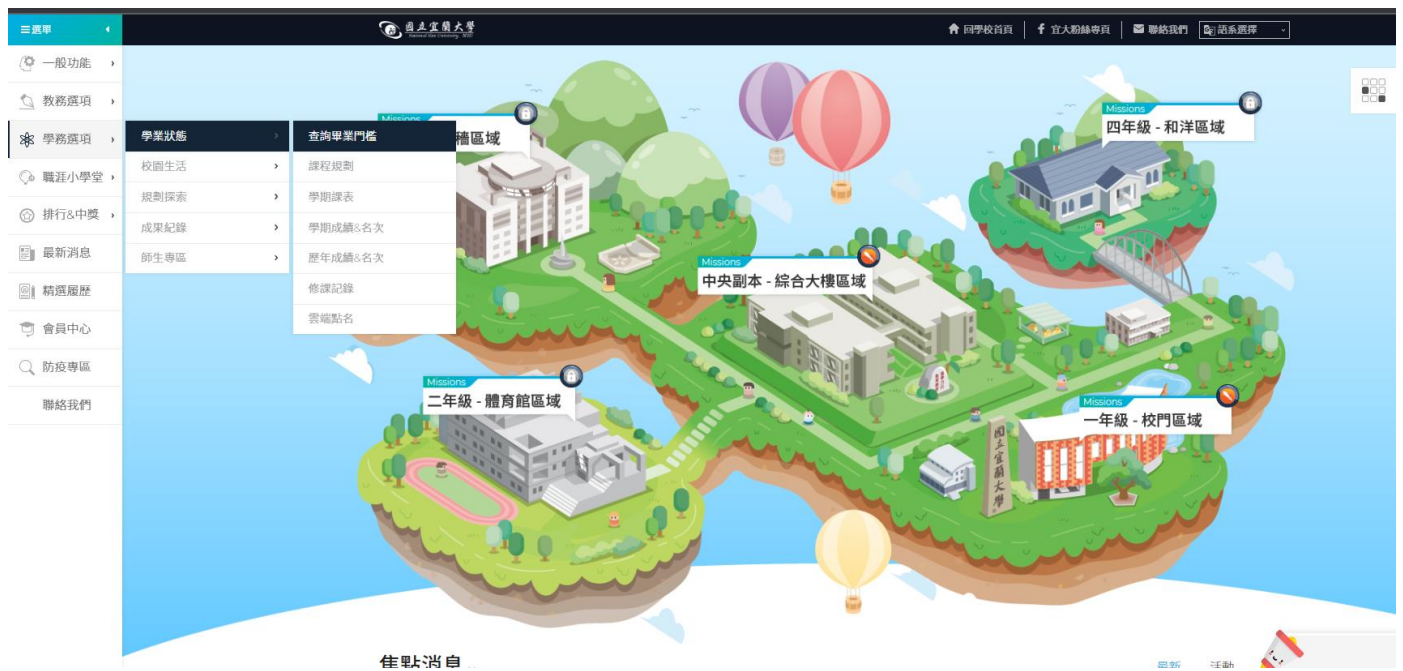 三選單
國立宜蘭大學
回學校首頁
宜大粉絲專頁
聯絡我們
語系選擇
一般功能
教務選項
學務選項
職涯小學堂
排行&中獎
最新消息
精選履歷
會員中心
防疫專區
聯絡我們
學業狀態
校園生活
規劃探索
成果紀錄
師生專區
查詢畢業門檻
課程規劃
學期課表
學期成績&名次
歷年成績&名次
修課記錄
雲端點名
Missions
穡區域
Missions
四年級 - 和洋區域
Missions
中央副本 - 綜合大樓區域
Missions
二年級 - 體育館區域
Missions
一年級 - 校門區域
國立宜蘭大學
焦點消息
最新
活動